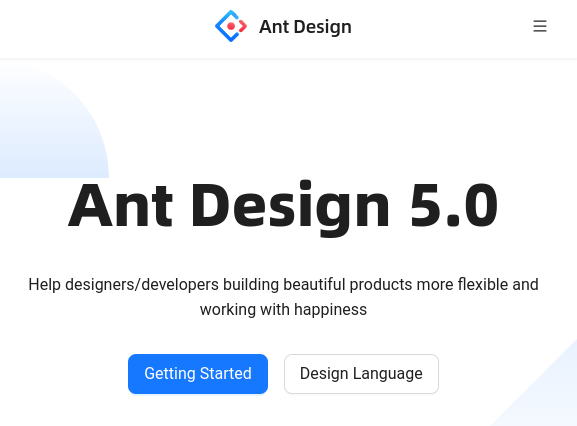 Ant Design
Ant Design 5.0
Help designers/developers building beautiful products more flexible and
working with happiness
Getting Started
Design Language